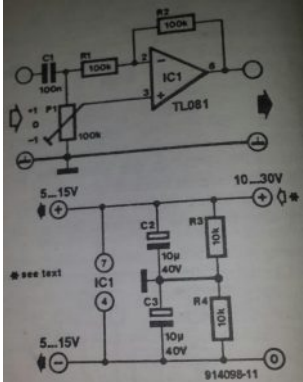 R2
100k
C1
100n
R1
100k
2
6
IC1
3
TL081
+1
P1
0
-1
100k
5...15V
10...30V
*
C2
10µ
40V
R3
10k
7
IC1
4
* see text
C3
10µ
40V
R4
10k
5...15V
0
914098-11